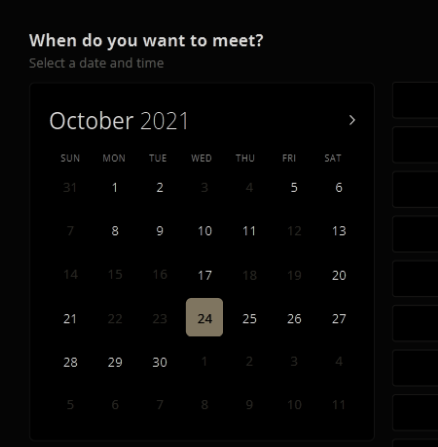 When do you want to meet?
Select a date and time
October 2021
SUN MON TUE WED THU FRI SAT
31 1 2 3 4 5 6
7 8 9 10 11 12 13
14 15 16 17 18 19 20
21 22 23 24 25 26 27
28 29 30 1 2 3 4
5 6 7 8 9 10 11